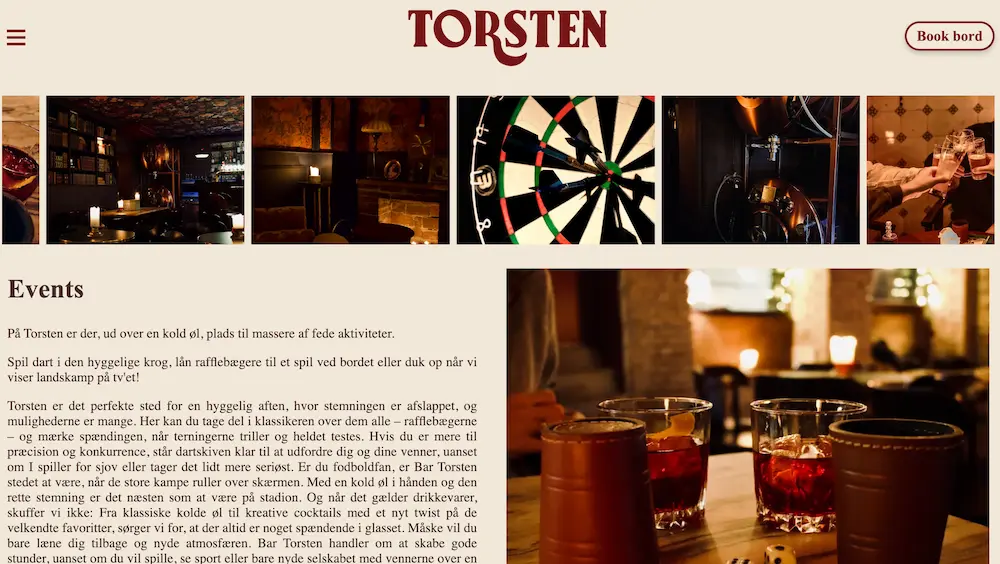 TORSTEN
Book bord
Events
På Torsten er der, ud over en kold øl, plads til massere af fede aktiviteter.
Spil dart i den hyggelige krog, lån raflebægere til et spil ved bordet eller duk op når vi
viser landskamp på tv'et!
Torsten er det perfekte sted for en hyggelig aften, hvor stemningen er afslappet, og
mulighederne er mange. Her kan du tage del i klassikeren over dem alle – raflebægerne
– og mærke spændingen, når terningerne triller og heldet testes. Hvis du er mere til
præcision og konkurrence, står dartskiven klar til at udfordre dig og dine venner, uanset
om I spiller for sjov eller tager det lidt mere seriøst. Er du fodboldfan, er Bar Torsten
stedet at være, når de store kampe ruller over skærmen. Med en kold øl i hånden og den
rette stemning er det næsten som at være på stadion. Og når det gælder drikkevarer,
skuffer vi ikke: Fra klassiske kolde øl til kreative cocktails med et nyt twist på de
velkendte favoritter, sørger vi for, at der altid er noget spændende i glasset. Måske vil du
bare læne dig tilbage og nyde atmosfæren. Bar Torsten handler om at skabe gode
stunder, uanset om du vil spille, se sport eller bare nyde selskabet med vennerne over en